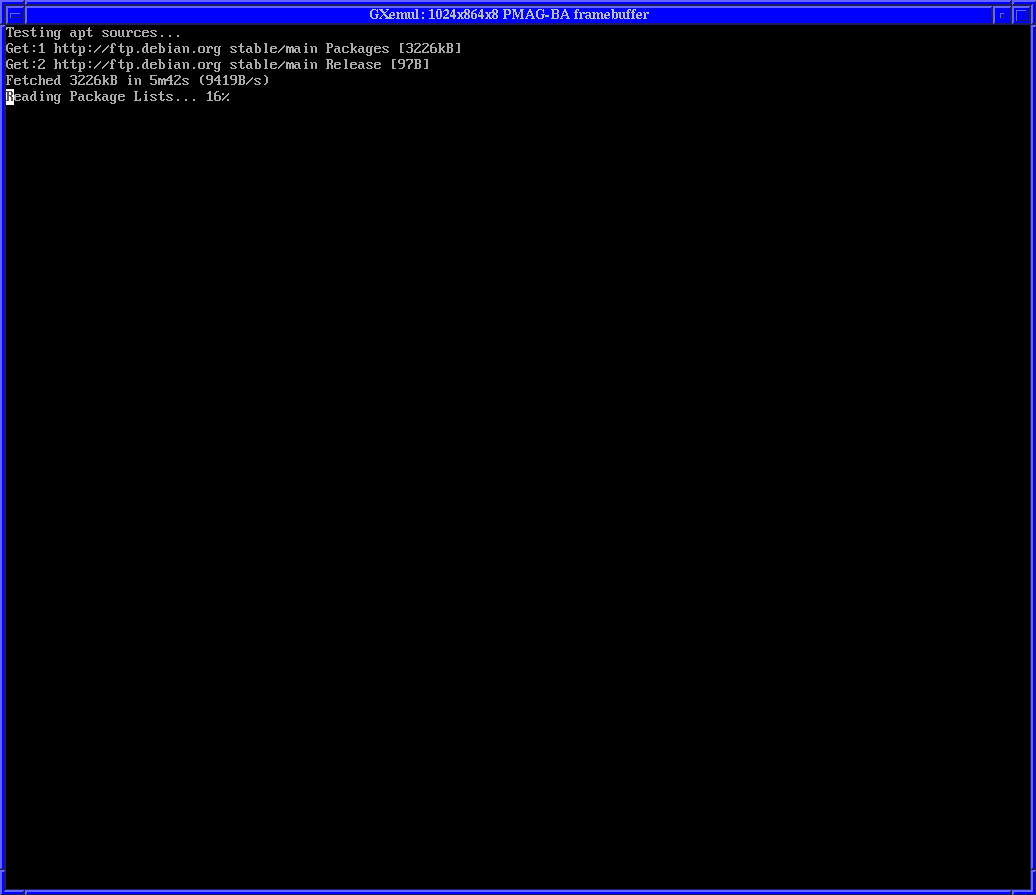 GXemul: 1024x864x8 PMAG-BA framebuffer
Testing apt sources...
Get:1 http://ftp.debian.org stable/main Packages [3226kB]
Get:2 http://ftp.debian.org stable/main Release [97B]
Fetched 3226kB in 5m42s (9419B/s)
Reading Package Lists... 16%